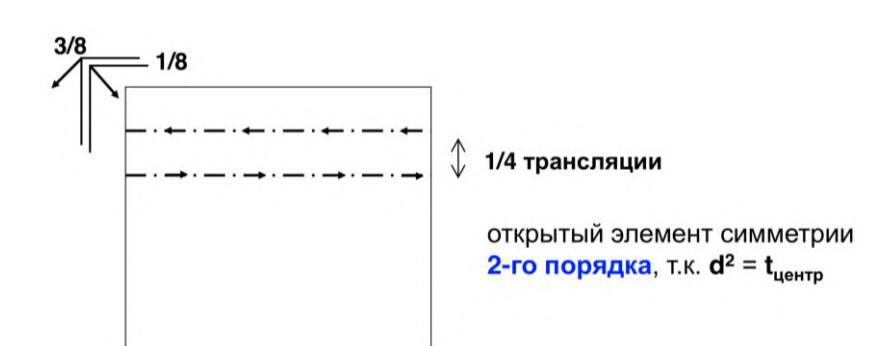 3/8
1/8
1/4 трансляции
открытый элемент симметрии
2-го порядка, т.к. d² = tцентр